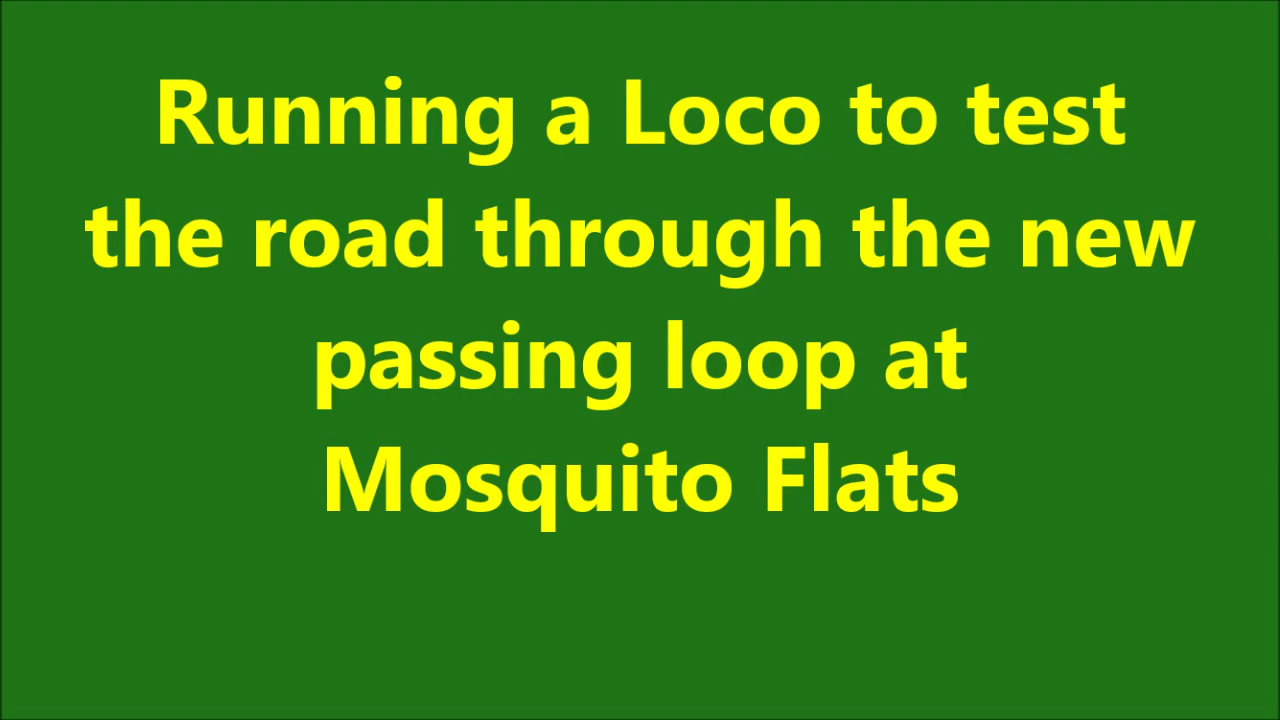 Running a Loco to test
the road through the new
passing loop at
Mosquito Flats